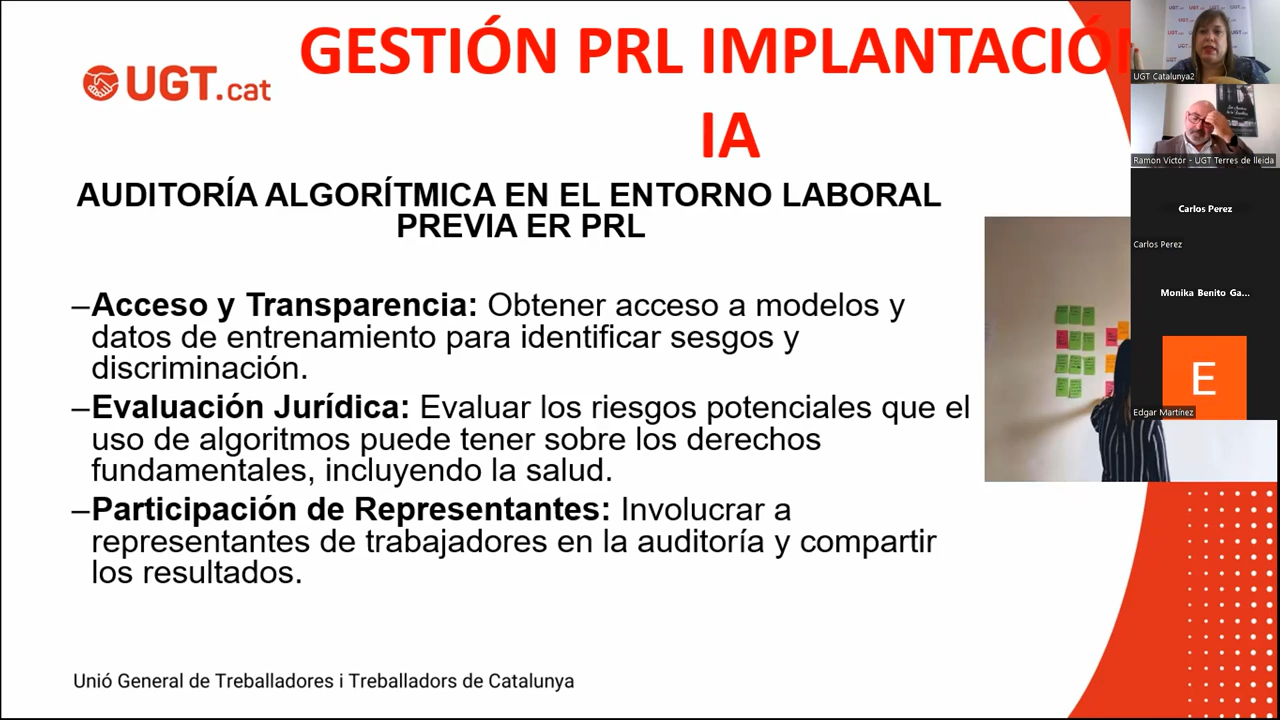 GESTIÓN PRL IMPLANTACIÓN
IA
UGT.cat
AUDITORÍA ALGORÍTMICA EN EL ENTORNO LABORAL
PREVIA ER PRL
–Acceso y Transparencia: Obtener acceso a modelos y
datos de entrenamiento para identificar sesgos y
discriminación.
–Evaluación Jurídica: Evaluar los riesgos potenciales que el
uso de algoritmos puede tener sobre los derechos
fundamentales, incluyendo la salud.
–Participación de Representantes: Involucrar a
representantes de trabajadores en la auditoría y compartir
los resultados.
Unió General de Treballadores i Treballadors de Catalunya
UGT Catalunya2
Ramon Víctor - UGT Terres de lleida
Carlos Perez
Carlos Perez
Monika Benito Ga...
E
Edgar Martínez